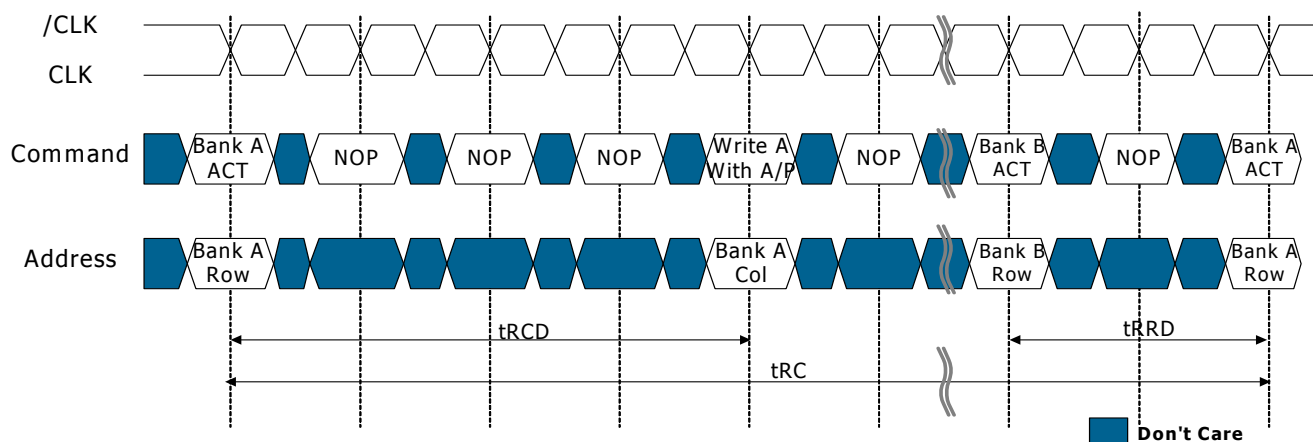 /CLK
CLK
Command
Bank A
ACT
NOP
NOP
NOP
Write A
With A/P
NOP
Bank B
ACT
NOP
Bank A
ACT
Address
Bank A
Row
Bank A
Col
Bank B
Row
Bank A
Row
tRCD
tRRD
tRC
Don't Care